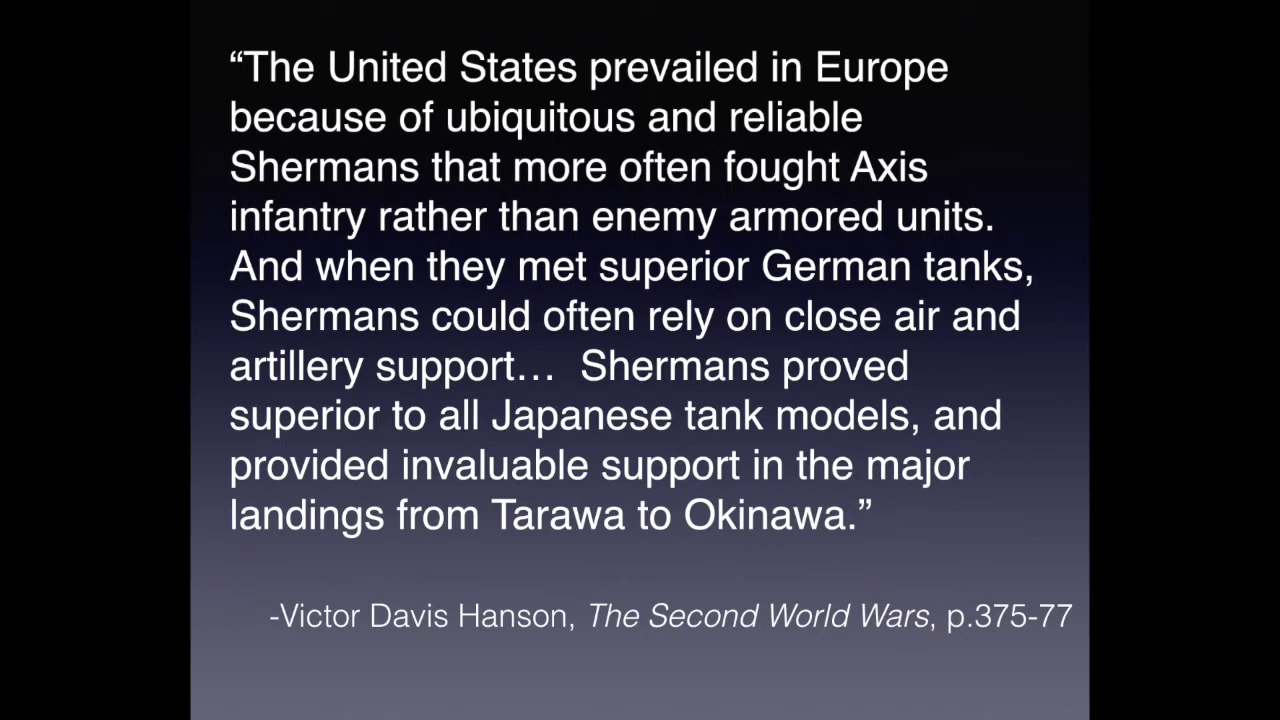 “The United States prevailed in Europe
because of ubiquitous and reliable
Shermans that more often fought Axis
infantry rather than enemy armored units.
And when they met superior German tanks,
Shermans could often rely on close air and
artillery support…  Shermans proved
superior to all Japanese tank models, and
provided invaluable support in the major
landings from Tarawa to Okinawa.”
-Victor Davis Hanson, The Second World Wars, p.375-77